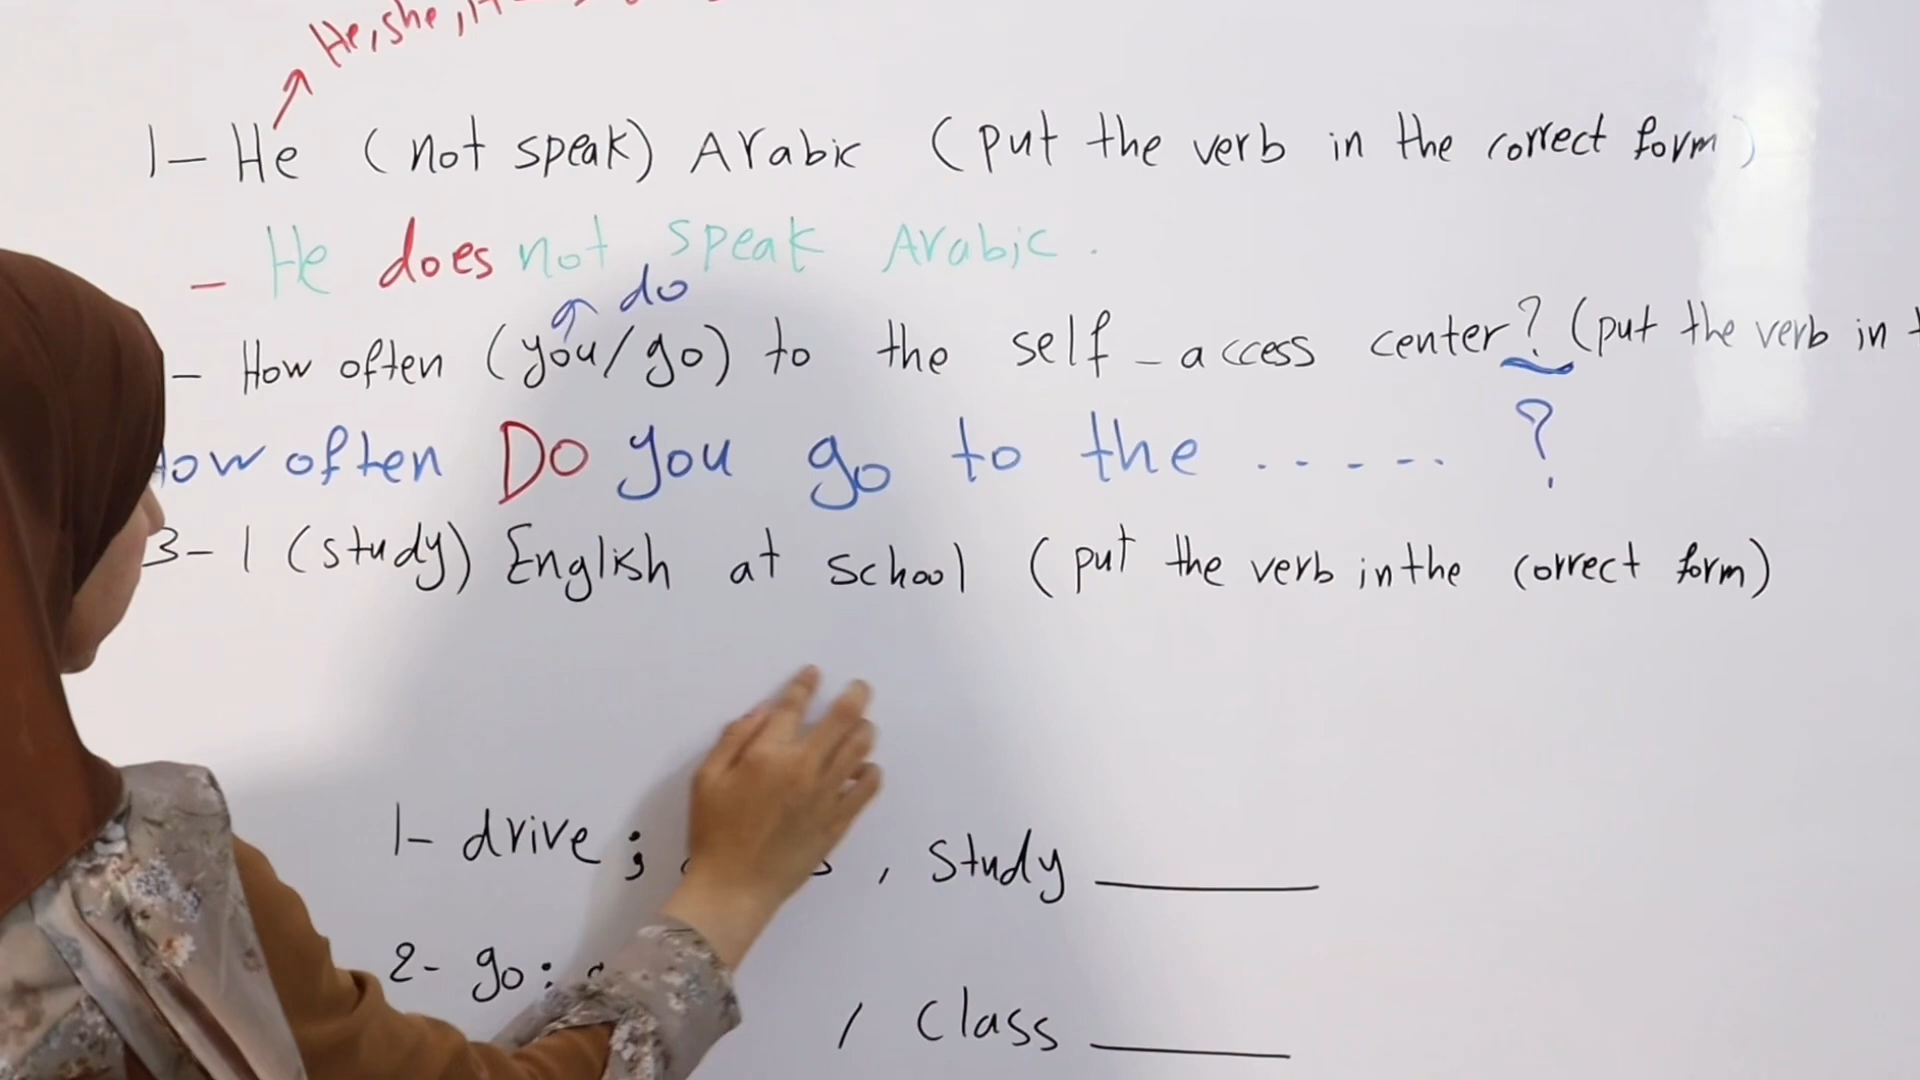 He, she, it
1- He (not speak) Arabic (put the verb in the correct form)
- He does not speak Arabic.
do
- How often (you/go) to the self-access center? (put the verb in
often Do you go to the ...... ?
3- I (study) English at school (put the verb in the correct form)
1- drive; , study ______
2- go: / Class ______